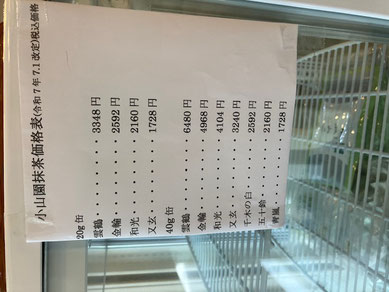 小山園抹茶価格表(令和7年7.1改定)税込価格
20g缶
雲鶴・・・・・・・・・3348円
金輪・・・・・・・・・2592円
和光・・・・・・・・・2160円
又玄・・・・・・・・・1728円
40g缶
雲鶴・・・・・・・・・6480円
金輪・・・・・・・・・4968円
和光・・・・・・・・・4104円
又玄・・・・・・・・・3240円
千木の白・・・・・・・2592円
五十鈴・・・・・・・・2160円
青嵐・・・・・・・・・1728円